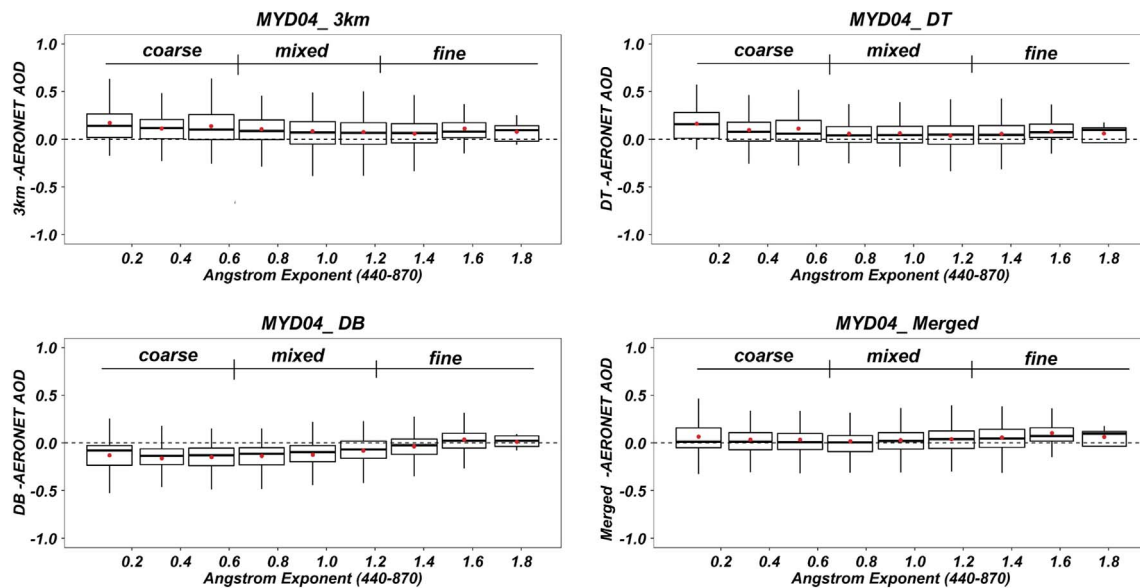 MYD04_ 3km
coarse mixed fine
1.0
0.5
0.0
-0.5
-1.0
3km -AERONET AOD
0.2 0.4 0.6 0.8 1.0 1.2 1.4 1.6 1.8
Angstrom Exponent (440-870)
MYD04_ DT
coarse mixed fine
1.0
0.5
0.0
-0.5
-1.0
DT -AERONET AOD
0.2 0.4 0.6 0.8 1.0 1.2 1.4 1.6 1.8
Angstrom Exponent (440-870)
MYD04_ DB
coarse mixed fine
1.0
0.5
0.0
-0.5
-1.0
DB -AERONET AOD
0.2 0.4 0.6 0.8 1.0 1.2 1.4 1.6 1.8
Angstrom Exponent (440-870)
MYD04_ Merged
coarse mixed fine
1.0
0.5
0.0
-0.5
-1.0
Merged -AERONET AOD
0.2 0.4 0.6 0.8 1.0 1.2 1.4 1.6 1.8
Angstrom Exponent (440-870)